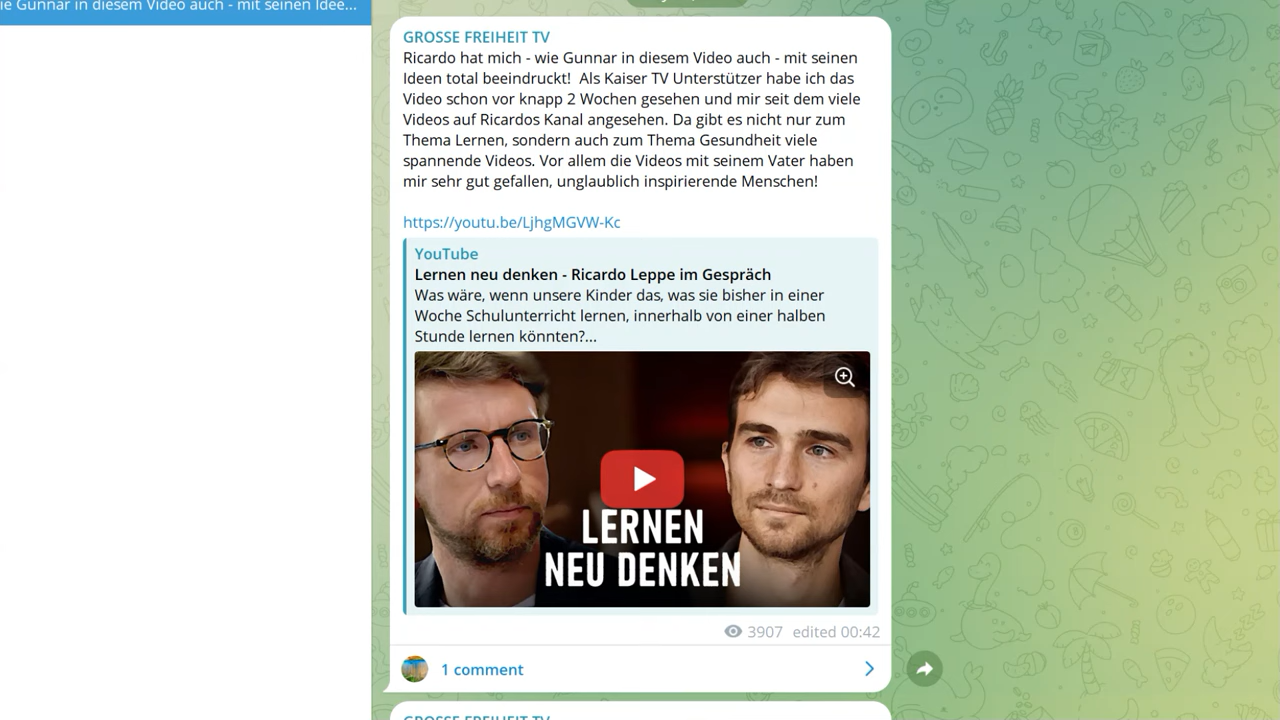 ie Gunnar in diesem Video auch - mit seinen Idee...
GROSSE FREIHEIT TV
Ricardo hat mich - wie Gunnar in diesem Video auch - mit seinen
Ideen total beeindruckt!  Als Kaiser TV Unterstützer habe ich das
Video schon vor knapp 2 Wochen gesehen und mir seit dem viele
Videos auf Ricardos Kanal angesehen. Da gibt es nicht nur zum
Thema Lernen, sondern auch zum Thema Gesundheit viele
spannende Videos. Vor allem die Videos mit seinem Vater haben
mir sehr gut gefallen, unglaublich inspirierende Menschen!
https://youtu.be/LjhgMGVW-Kc
YouTube
Lernen neu denken - Ricardo Leppe im Gespräch
Was wäre, wenn unsere Kinder das, was sie bisher in einer
Woche Schulunterricht lernen, innerhalb von einer halben
Stunde lernen könnten?...
LERNEN
NEU DENKEN
3907 edited 00:42
1 comment
GROSSE FREIHEIT TV